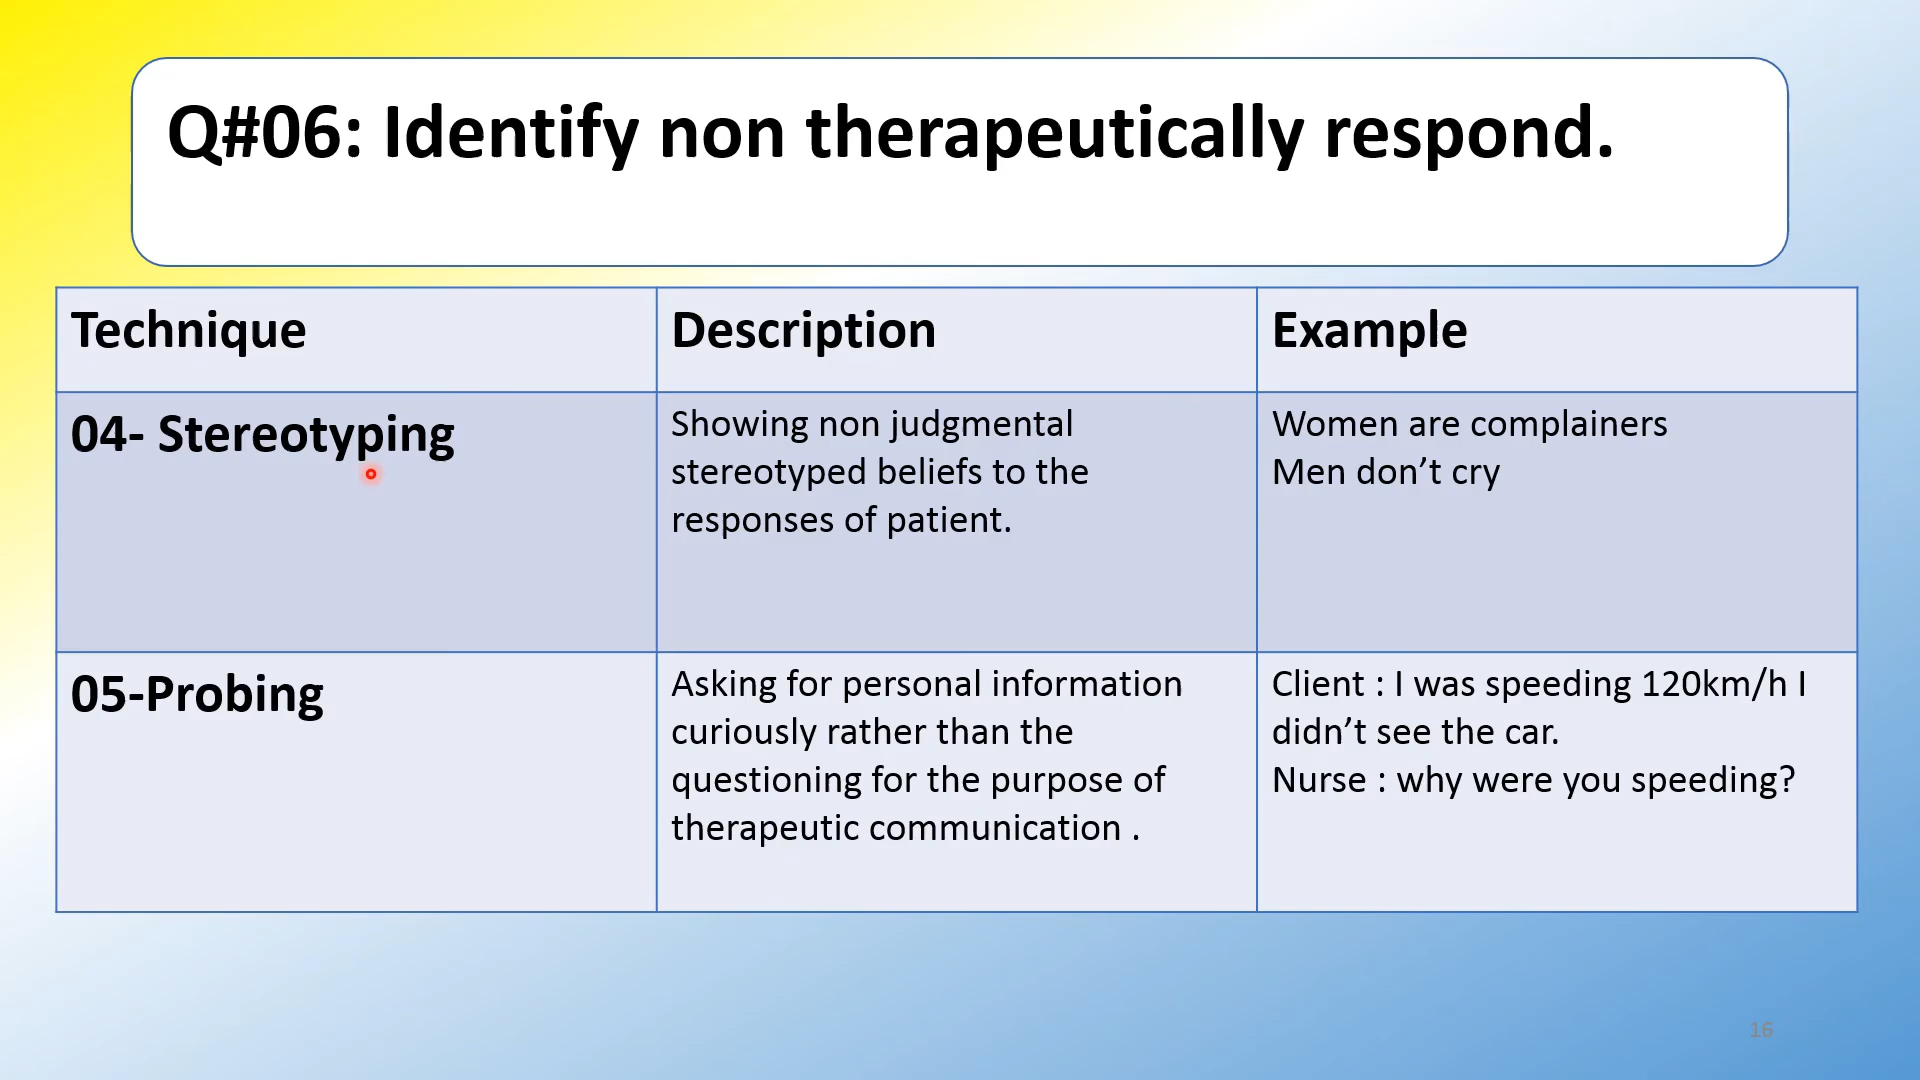 Q#06: Identify non therapeutically respond.
Technique
Description
Example
04- Stereotyping
Showing non judgmental
stereotyped beliefs to the
responses of patient.
Women are complainers
Men don’t cry
05-Probing
Asking for personal information
curiously rather than the
questioning for the purpose of
therapeutic communication .
Client : I was speeding 120km/h I
didn’t see the car.
Nurse : why were you speeding?
16